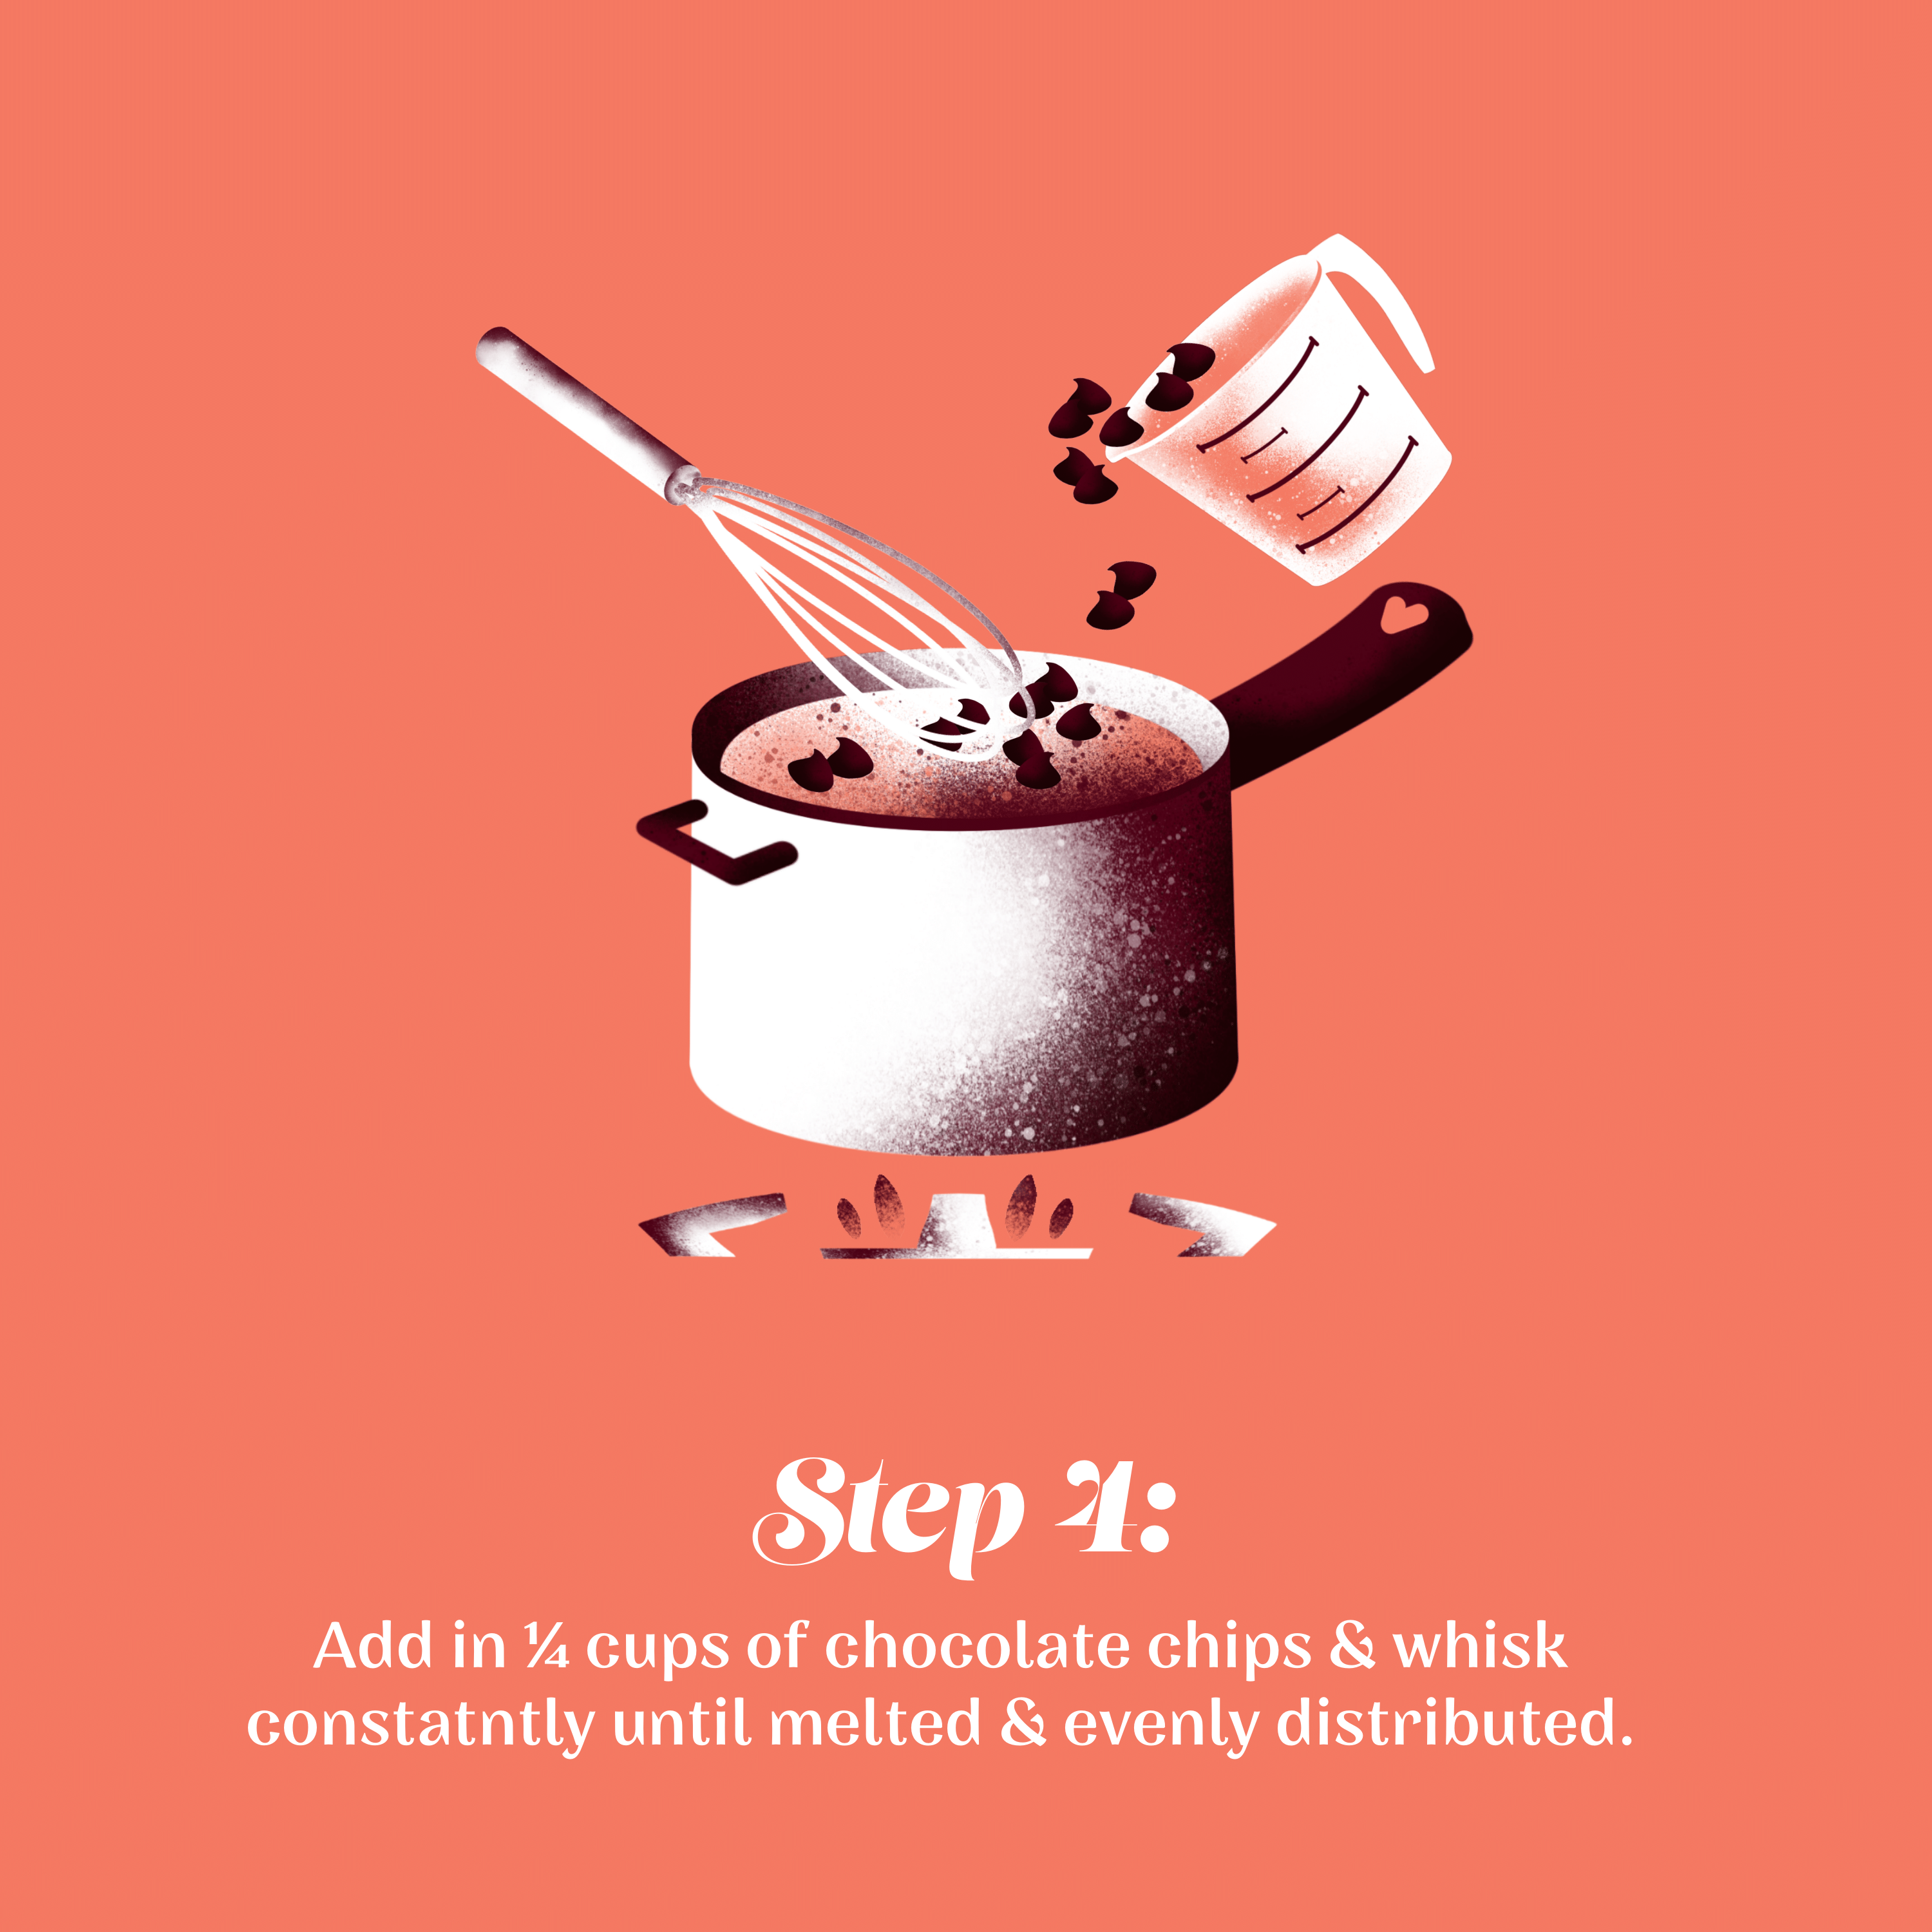 Step 4:
Add in ¼ cups of chocolate chips & whisk
constatntly until melted & evenly distributed.